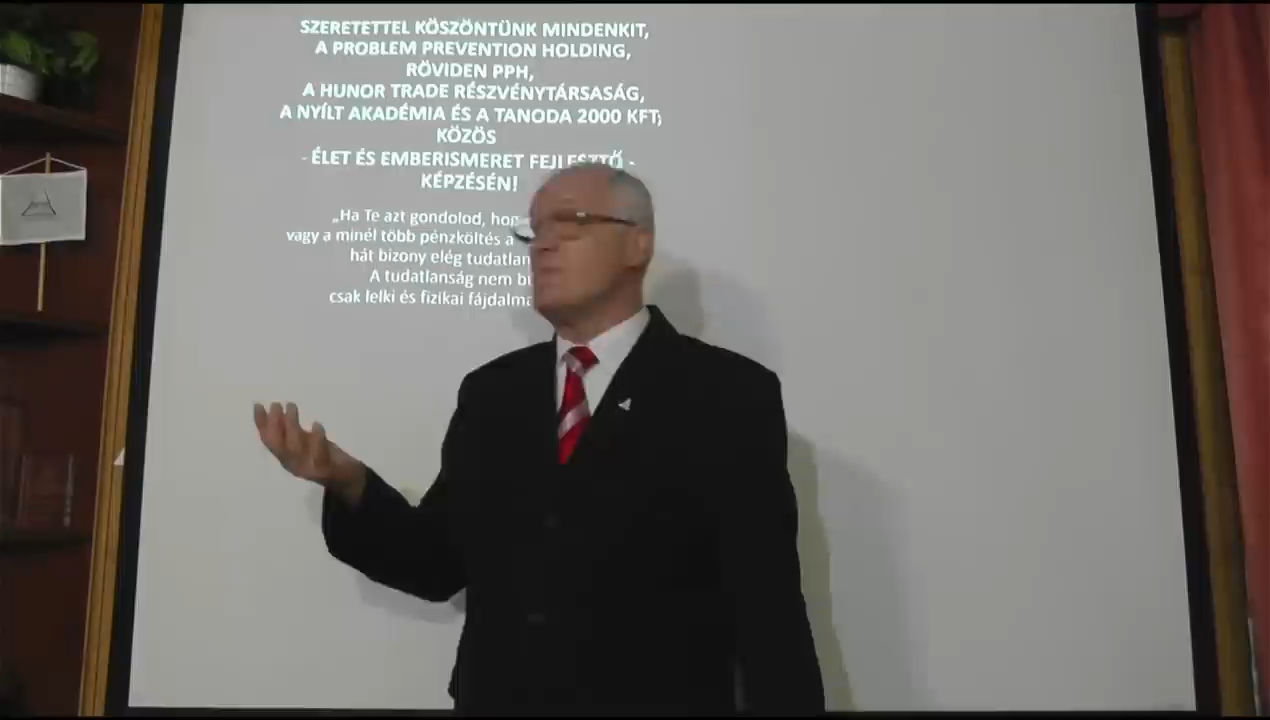 SZERETETTEL KÖSZÖNTÜNK MINDENKIT,
A PROBLEM PREVENTION HOLDING,
RÖVIDEN PPH,
A HUNOR TRADE RÉSZVÉNYTÁRSASÁG,
A NYÍLT AKADÉMIA ÉS A TANODA 2000 KFT;
KÖZÖS
- ÉLET ÉS EMBERISMERET FEJLESZTŐ -
KÉPZÉSÉN!
„Ha Te azt gondolod,
vagy a minél több pénzköltés a
hát bizony elég
A tudatlanság nem
csak lelki és fizikai